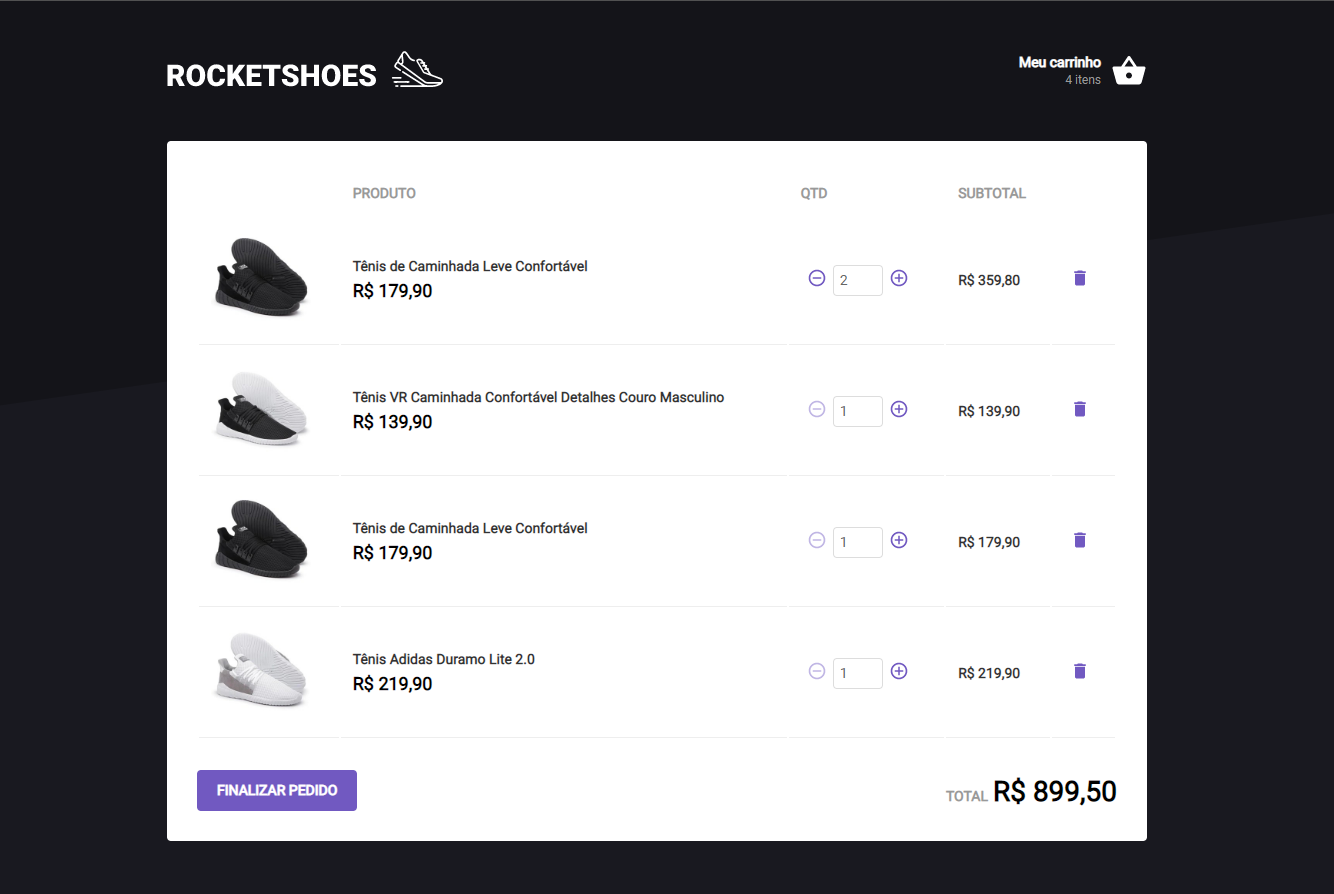 ROCKETSHOES
Meu carrinho
4 itens
PRODUTO QTD SUBTOTAL
Tênis de Caminhada Leve Confortável
R$ 179,90
2
R$ 359,80
Tênis VR Caminhada Confortável Detalhes Couro Masculino
R$ 139,90
1
R$ 139,90
Tênis de Caminhada Leve Confortável
R$ 179,90
1
R$ 179,90
Tênis Adidas Duramo Lite 2.0
R$ 219,90
1
R$ 219,90
FINALIZAR PEDIDO
TOTAL R$ 899,50